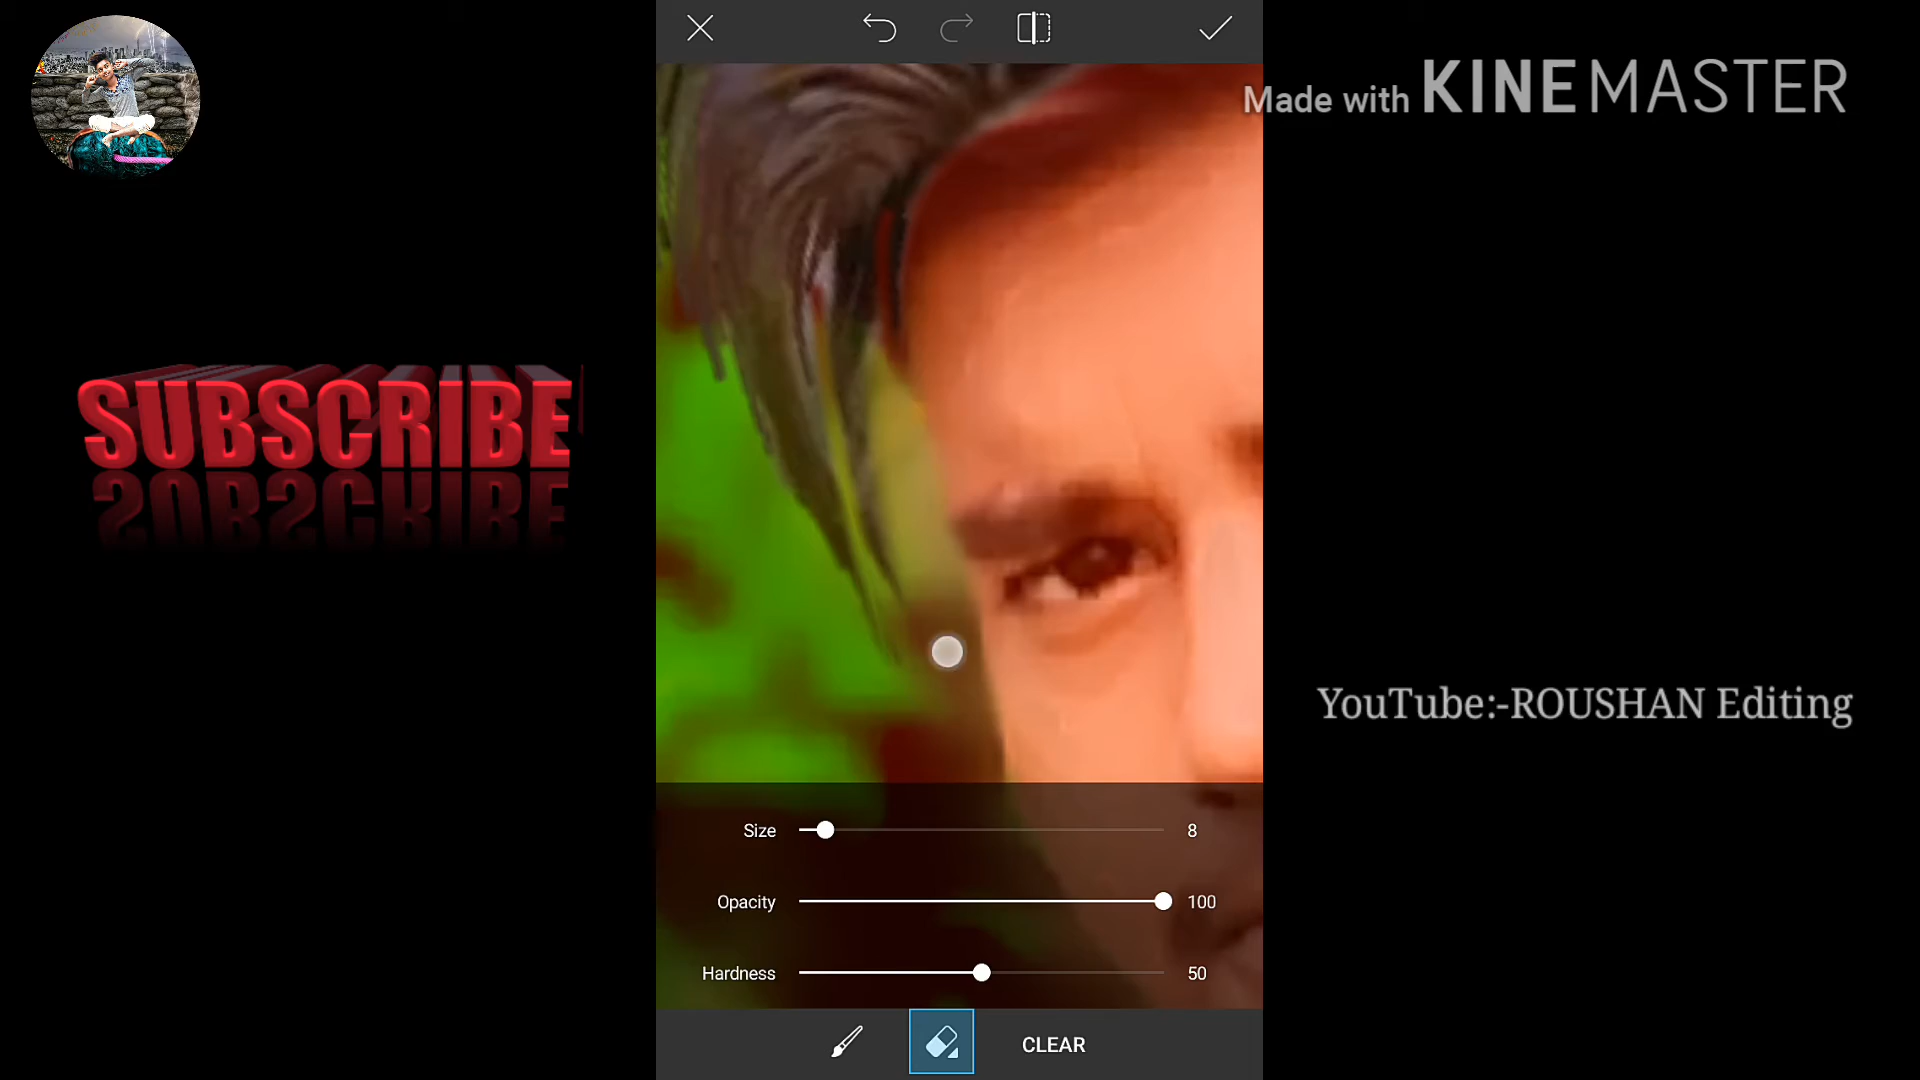 Made with KINEMASTER
SUBSCRIBE
YouTube:-ROUSHAN Editing
Size 8
Opacity 100
Hardness 50
CLEAR